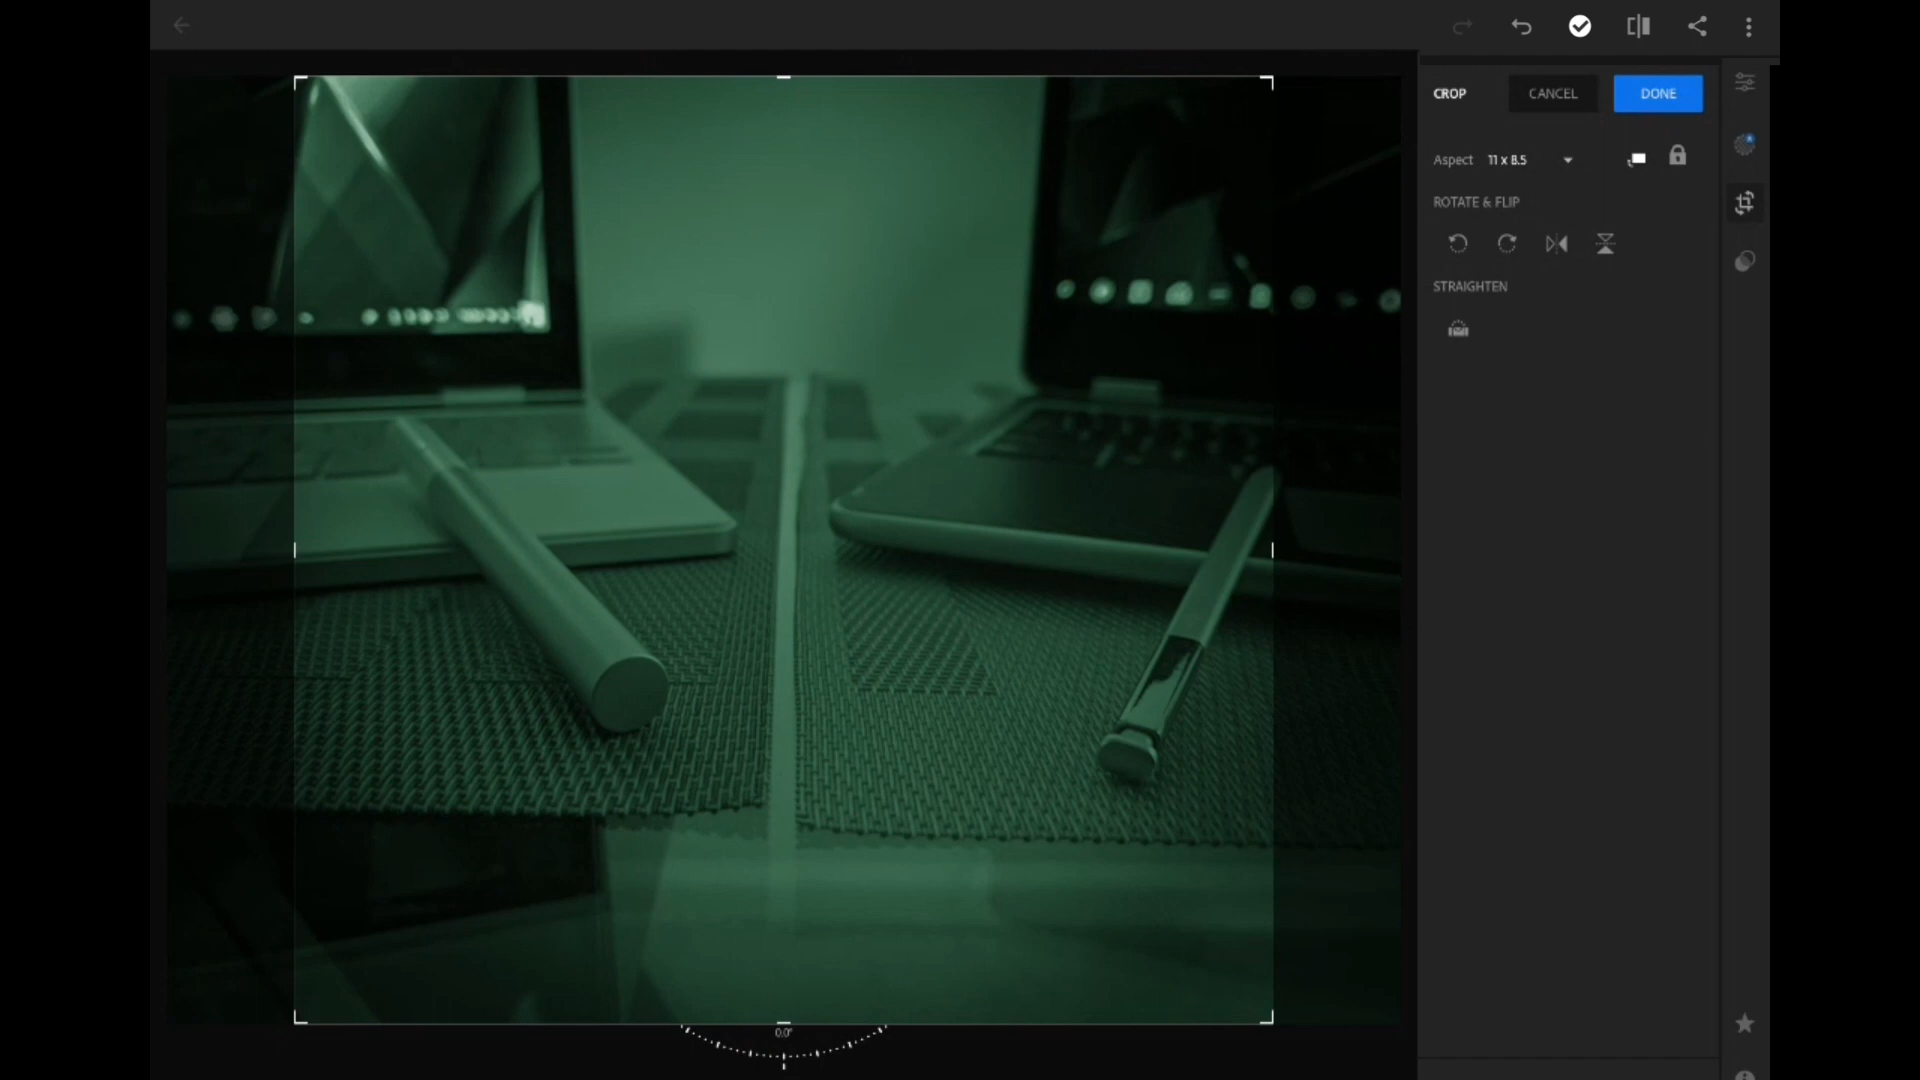 CROP CANCEL DONE
Aspect 11 x 8.5
ROTATE & FLIP
STRAIGHTEN
0.0°